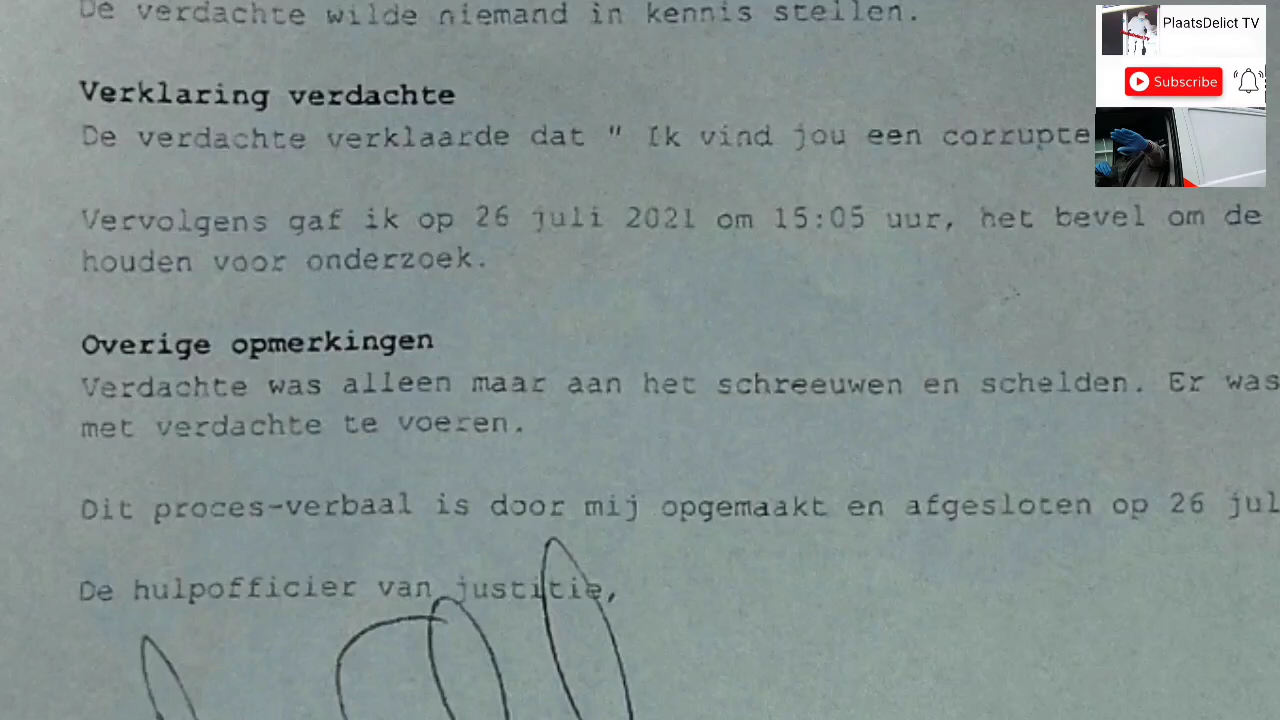 De verdachte wilde niemand in kennis stellen.
PlaatsDelict TV
Subscribe
Verklaring verdachte
De verdachte verklaarde dat " Ik vind jou een corrupte
Vervolgens gaf ik op 26 juli 2021 om 15:05 uur, het bevel om de
houden voor onderzoek.
Overige opmerkingen
Verdachte was alleen maar aan het schreeuwen en schelden. Er was
met verdachte te voeren.
Dit proces-verbaal is door mij opgemaakt en afgesloten op 26 jul
De hulpofficier van justitie,